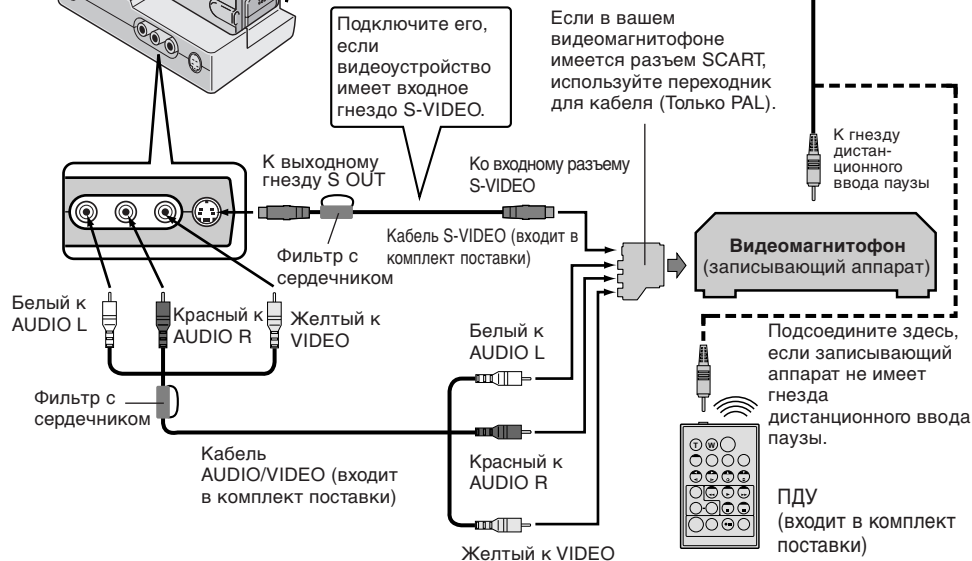 Подключите его,
если
видеоустройство
имеет входное
гнездо S-VIDEO.
Если в вашем
видеомагнитофоне
имеется разъем SCART,
используйте переходник
для кабеля (Только PAL).
К гнезду
дистан-
ционного
ввода паузы
К выходному
гнезду S OUT
Ко входному разъему
S-VIDEO
Фильтр с
сердечником
Кабель S-VIDEO (входит в
комплект поставки)
Видеомагнитофон
(записывающий аппарат)
Белый к
AUDIO L
Красный к
AUDIO R
Желтый к
VIDEO
Белый к
AUDIO L
Подсоедините здесь,
если записывающий
аппарат не имеет
гнезда
дистанционного ввода
паузы.
Фильтр с
сердечником
Кабель
AUDIO/VIDEO (входит
в комплект поставки)
Красный к
AUDIO R
T W
ПДУ
(входит в комплект
поставки)
Желтый к VIDEO